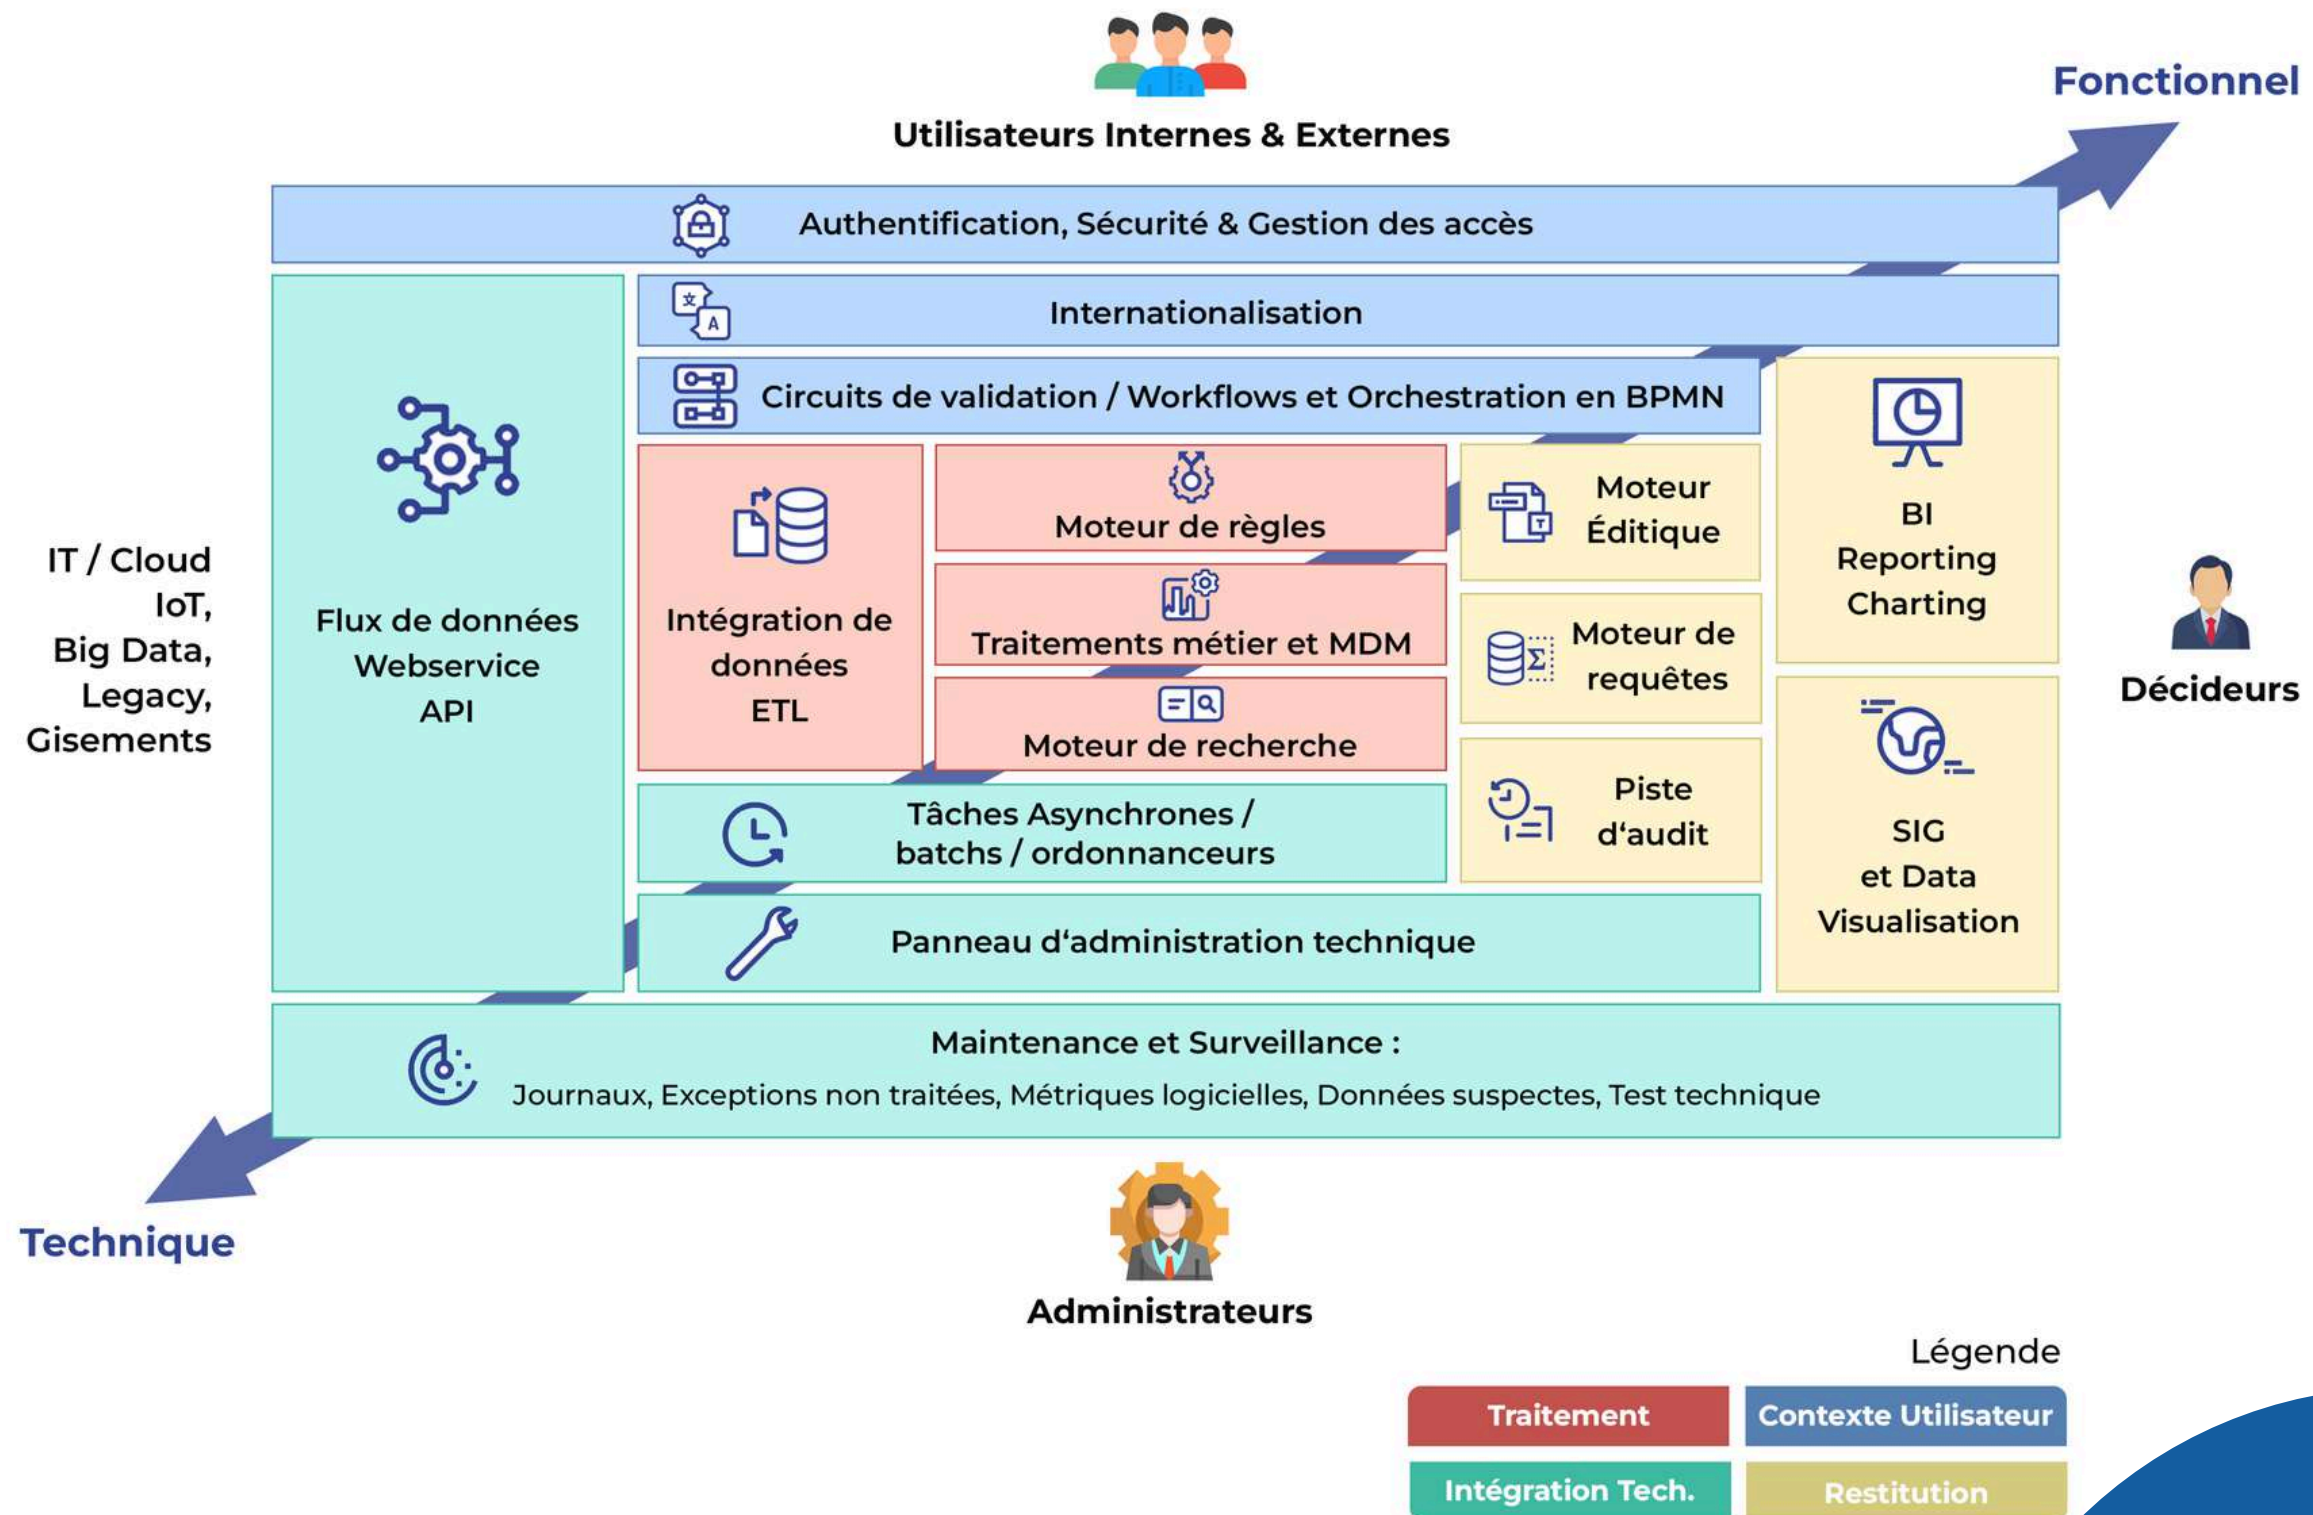 Fonctionnel
Utilisateurs Internes & Externes
Authentification, Sécurité & Gestion des accès
文
A
Internationalisation
Circuits de validation / Workflows et Orchestration en BPMN
IT / Cloud
IoT,
Big Data,
Legacy,
Gisements
Flux de données
Webservice
API
Intégration de
données
ETL
Moteur de règles
Traitements métier et MDM
Moteur de recherche
T
Moteur
Éditique
Σ
Moteur de
requêtes
Piste
d‘audit
BI
Reporting
Charting
SIG
et Data
Visualisation
Décideurs
Tâches Asynchrones /
batchs / ordonnanceurs
Panneau d‘administration technique
Maintenance et Surveillance :
Journaux, Exceptions non traitées, Métriques logicielles, Données suspectes, Test technique
Technique
Administrateurs
Légende
Traitement
Contexte Utilisateur
Intégration Tech.
Restitution